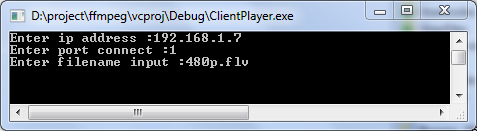 D:\project\ffmpeg\vcproj\Debug\ClientPlayer.exe
Enter ip address :192.168.1.7
Enter port connect :1
Enter filename input :480p.flv